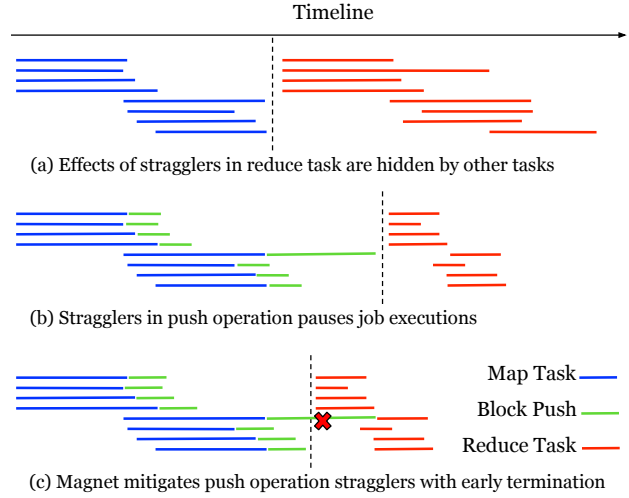 Timeline
(a) Effects of stragglers in reduce task are hidden by other tasks
(b) Stragglers in push operation pauses job executions
Map Task
Block Push
Reduce Task
(c) Magnet mitigates push operation stragglers with early termination